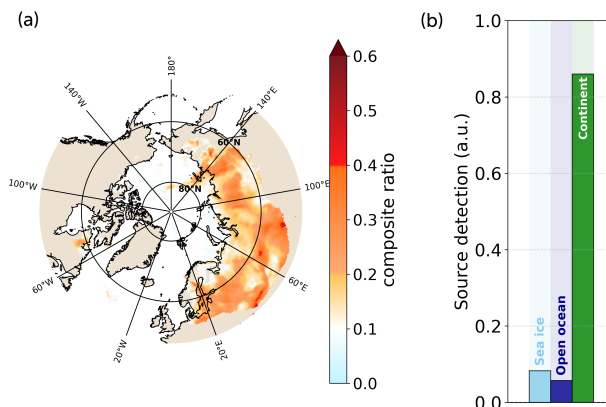 (a)
180°
140°W
140°E
100°W
100°E
60°W
60°E
20°W
20°E
60°N
80°N
0.6
0.5
0.4
0.3
0.2
0.1
0.0
composite ratio
(b)
1.0
0.8
0.6
0.4
0.2
0.0
Source detection (a.u.)
Sea ice
Open ocean
Continent